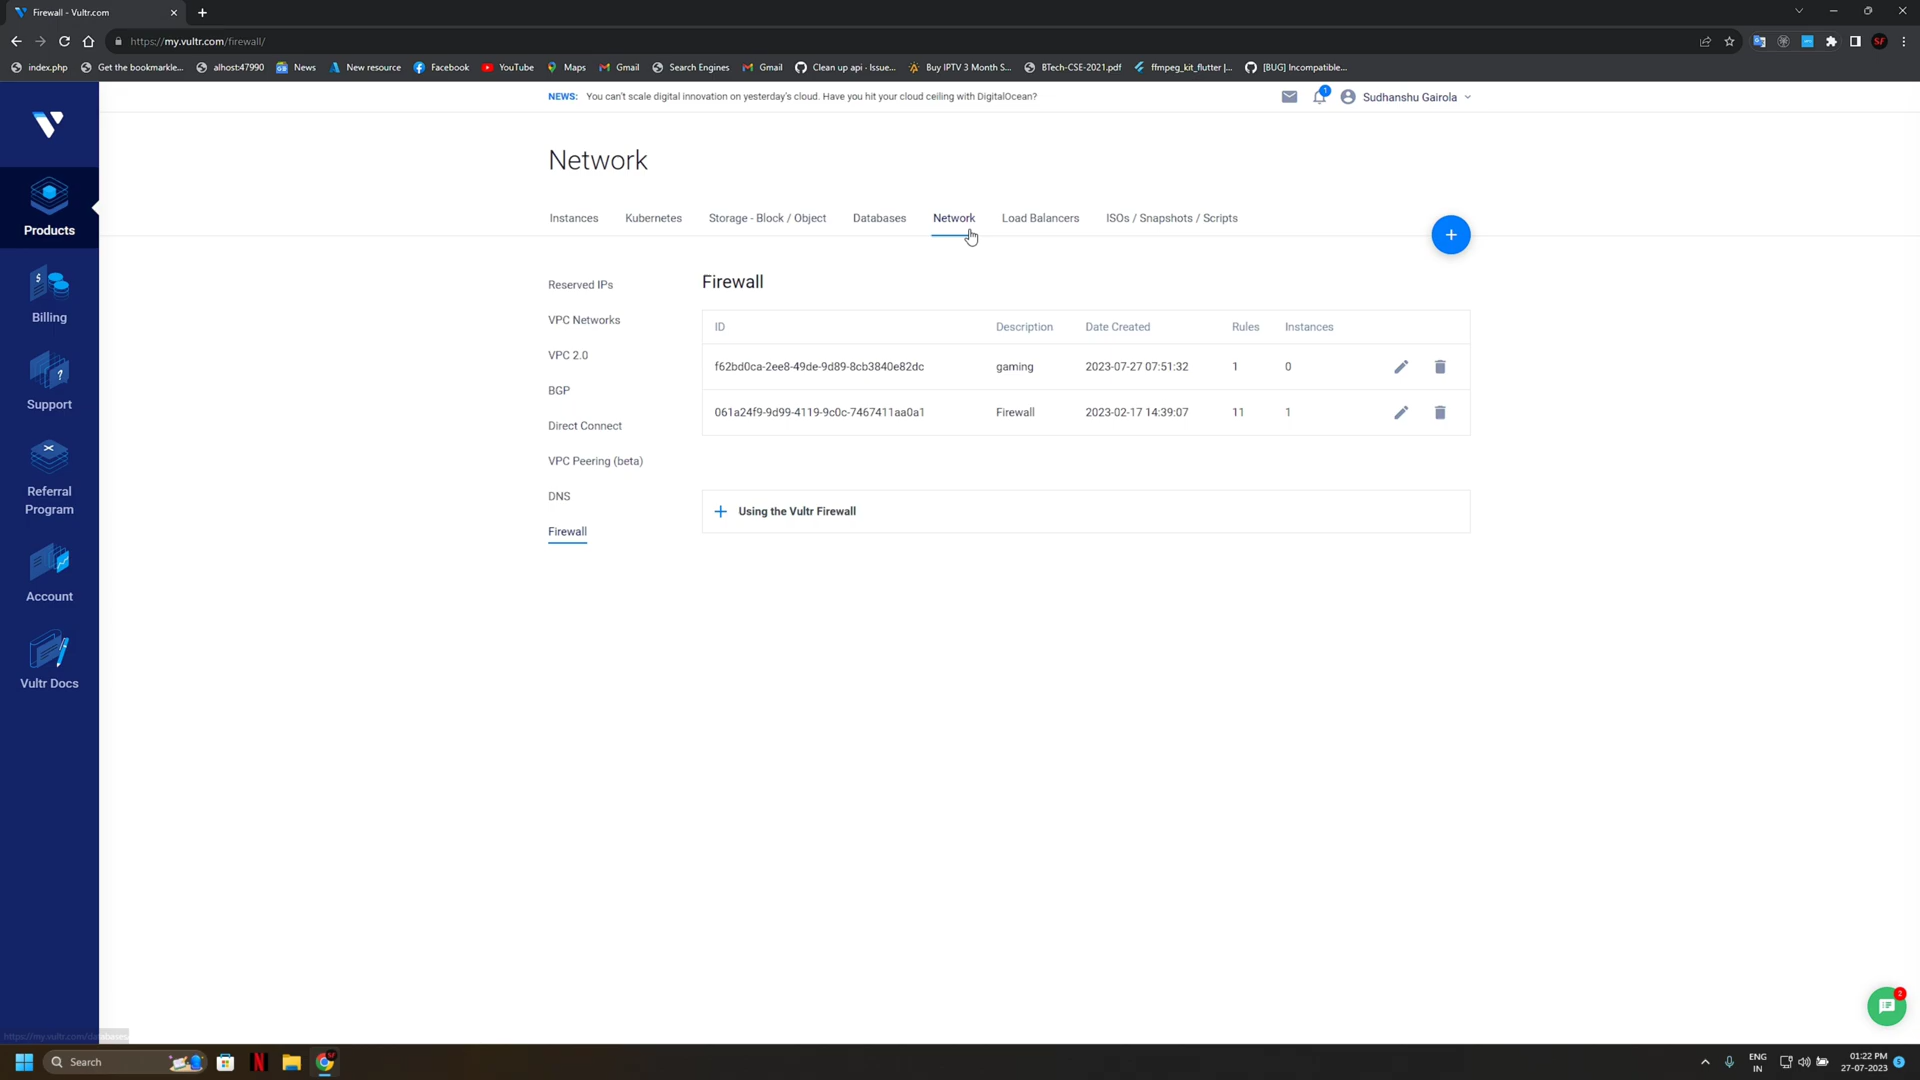 Firewall - Vultr.com
https://my.vultr.com/firewall/
index.php
Get the bookmarkle...
alhost:47990
News
New resource
Facebook
YouTube
Maps
Gmail
Search Engines
Gmail
Clean up api · Issue...
Buy IPTV 3 Month S...
BTech-CSE-2021.pdf
ffmpeg_kit_flutter |...
[BUG] Incompatible...
NEWS: You can't scale digital innovation on yesterday's cloud. Have you hit your cloud ceiling with DigitalOcean?
1
Sudhanshu Gairola
Products
Billing
Support
Referral
Program
Account
Vultr Docs
Network
Instances
Kubernetes
Storage - Block / Object
Databases
Network
Load Balancers
ISOs / Snapshots / Scripts
Reserved IPs
VPC Networks
VPC 2.0
BGP
Direct Connect
VPC Peering (beta)
DNS
Firewall
Firewall
ID Description Date Created Rules Instances
f62bd0ca-2ee8-49de-9d89-8cb3840e82dc gaming 2023-07-27 07:51:32 1 0
061a24f9-9d99-4119-9c0c-7467411aa0a1 Firewall 2023-02-17 14:39:07 11 1
Using the Vultr Firewall
2
https://my.vultr.com/databases
Search
SF
ENG
IN
01:22 PM
27-07-2023
5